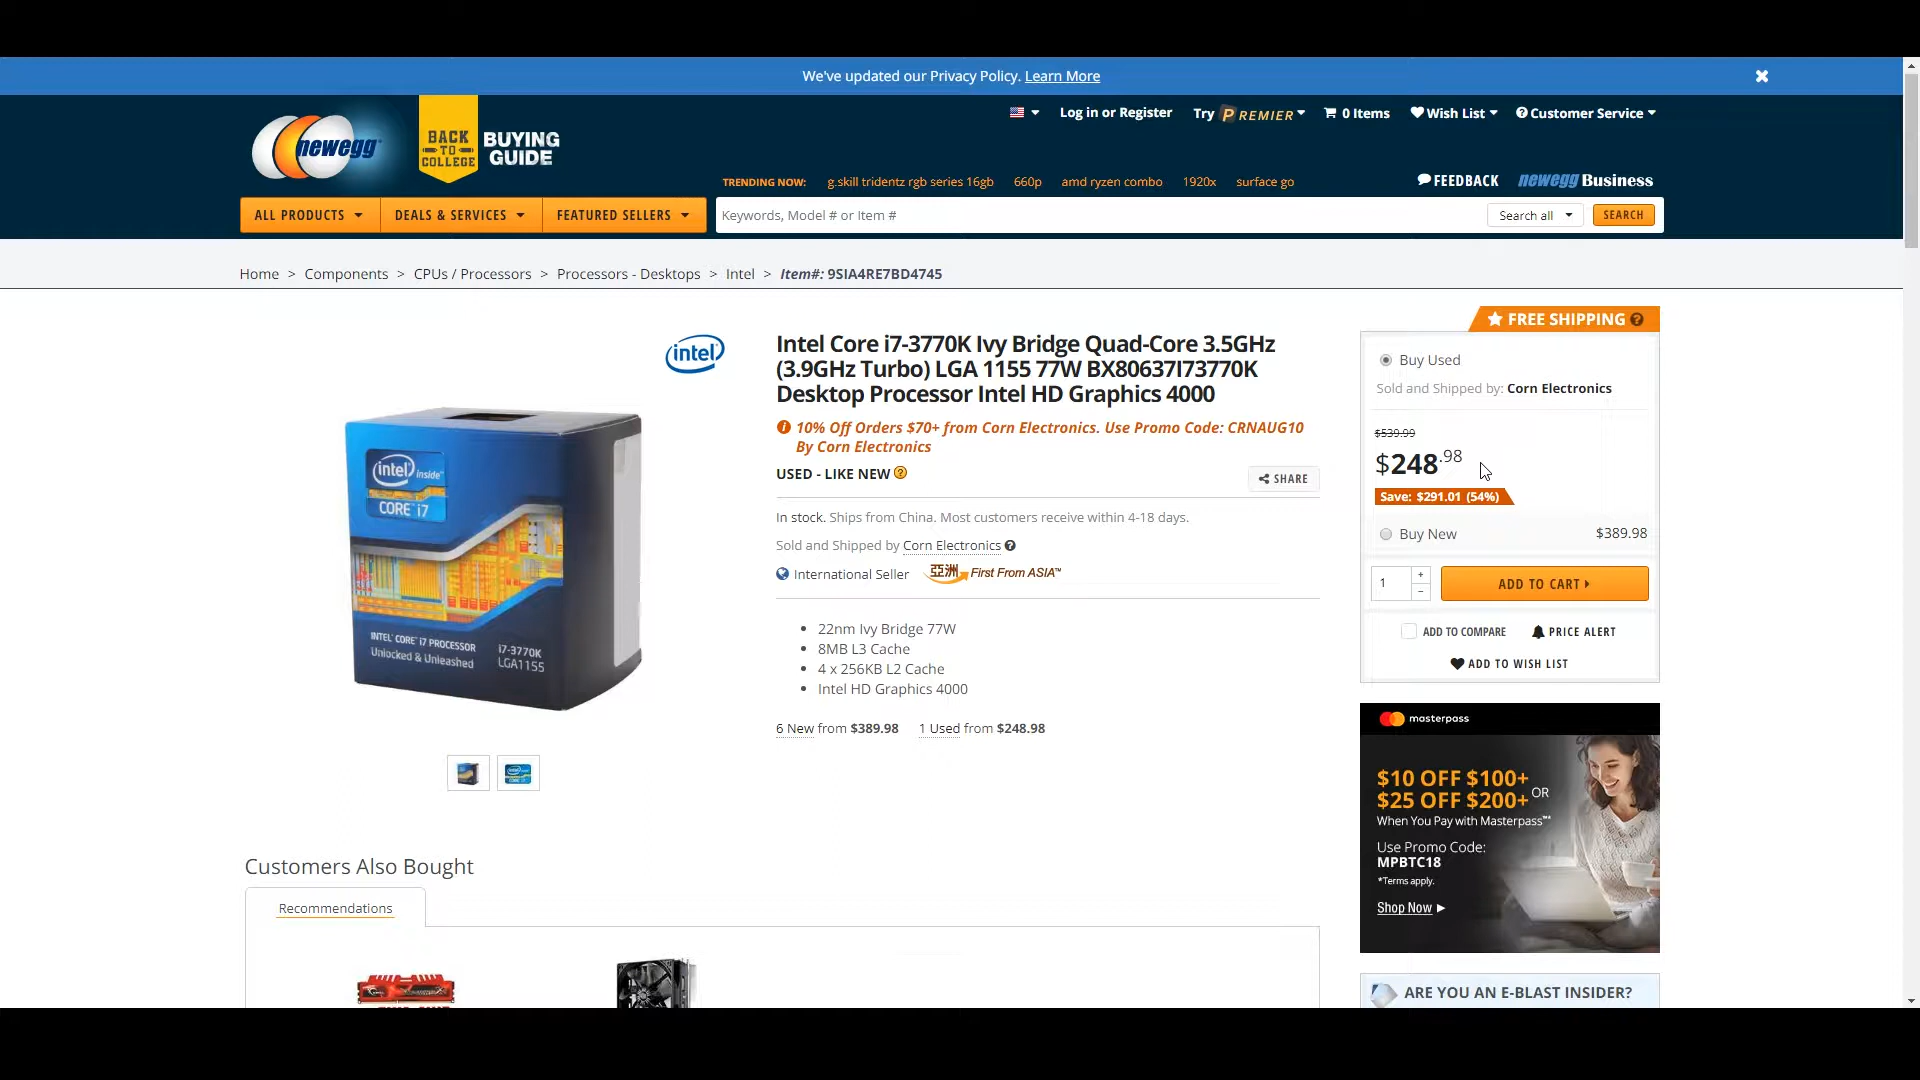 We've updated our Privacy Policy. Learn More
Log in or Register
Try PREMIER
0 Items
Wish List
Customer Service
newegg
BACK
TO
COLLEGE
BUYING
GUIDE
TRENDING NOW: g.skill tridentz rgb series 16gb 660p amd ryzen combo 1920x surface go
FEEDBACK
newegg Business
ALL PRODUCTS
DEALS & SERVICES
FEATURED SELLERS
Keywords, Model # or Item #
Search all
SEARCH
Home > Components > CPUs / Processors > Processors - Desktops > Intel > Item#: 9SIA4RE7BD4745
intel
intel inside
CORE i7
INTEL® CORE™ i7 PROCESSOR
Unlocked & Unleashed
i7-3770K
LGA1155
Intel Core i7-3770K Ivy Bridge Quad-Core 3.5GHz
(3.9GHz Turbo) LGA 1155 77W BX80637I73770K
Desktop Processor Intel HD Graphics 4000
10% Off Orders $70+ from Corn Electronics. Use Promo Code: CRNAUG10
By Corn Electronics
USED - LIKE NEW
SHARE
In stock. Ships from China. Most customers receive within 4-18 days.
Sold and Shipped by Corn Electronics
International Seller
亞洲 First From ASIA™
22nm Ivy Bridge 77W
8MB L3 Cache
4 x 256KB L2 Cache
Intel HD Graphics 4000
6 New from $389.98 1 Used from $248.98
FREE SHIPPING
Buy Used
Sold and Shipped by: Corn Electronics
$539.99
$248.98
Save: $291.01 (54%)
Buy New $389.98
1
+
−
ADD TO CART
ADD TO COMPARE
PRICE ALERT
ADD TO WISH LIST
masterpass
$10 OFF $100+
OR
$25 OFF $200+
When You Pay with Masterpass™*
Use Promo Code:
MPBTC18
*Terms apply.
Shop Now
ARE YOU AN E-BLAST INSIDER?
Customers Also Bought
Recommendations